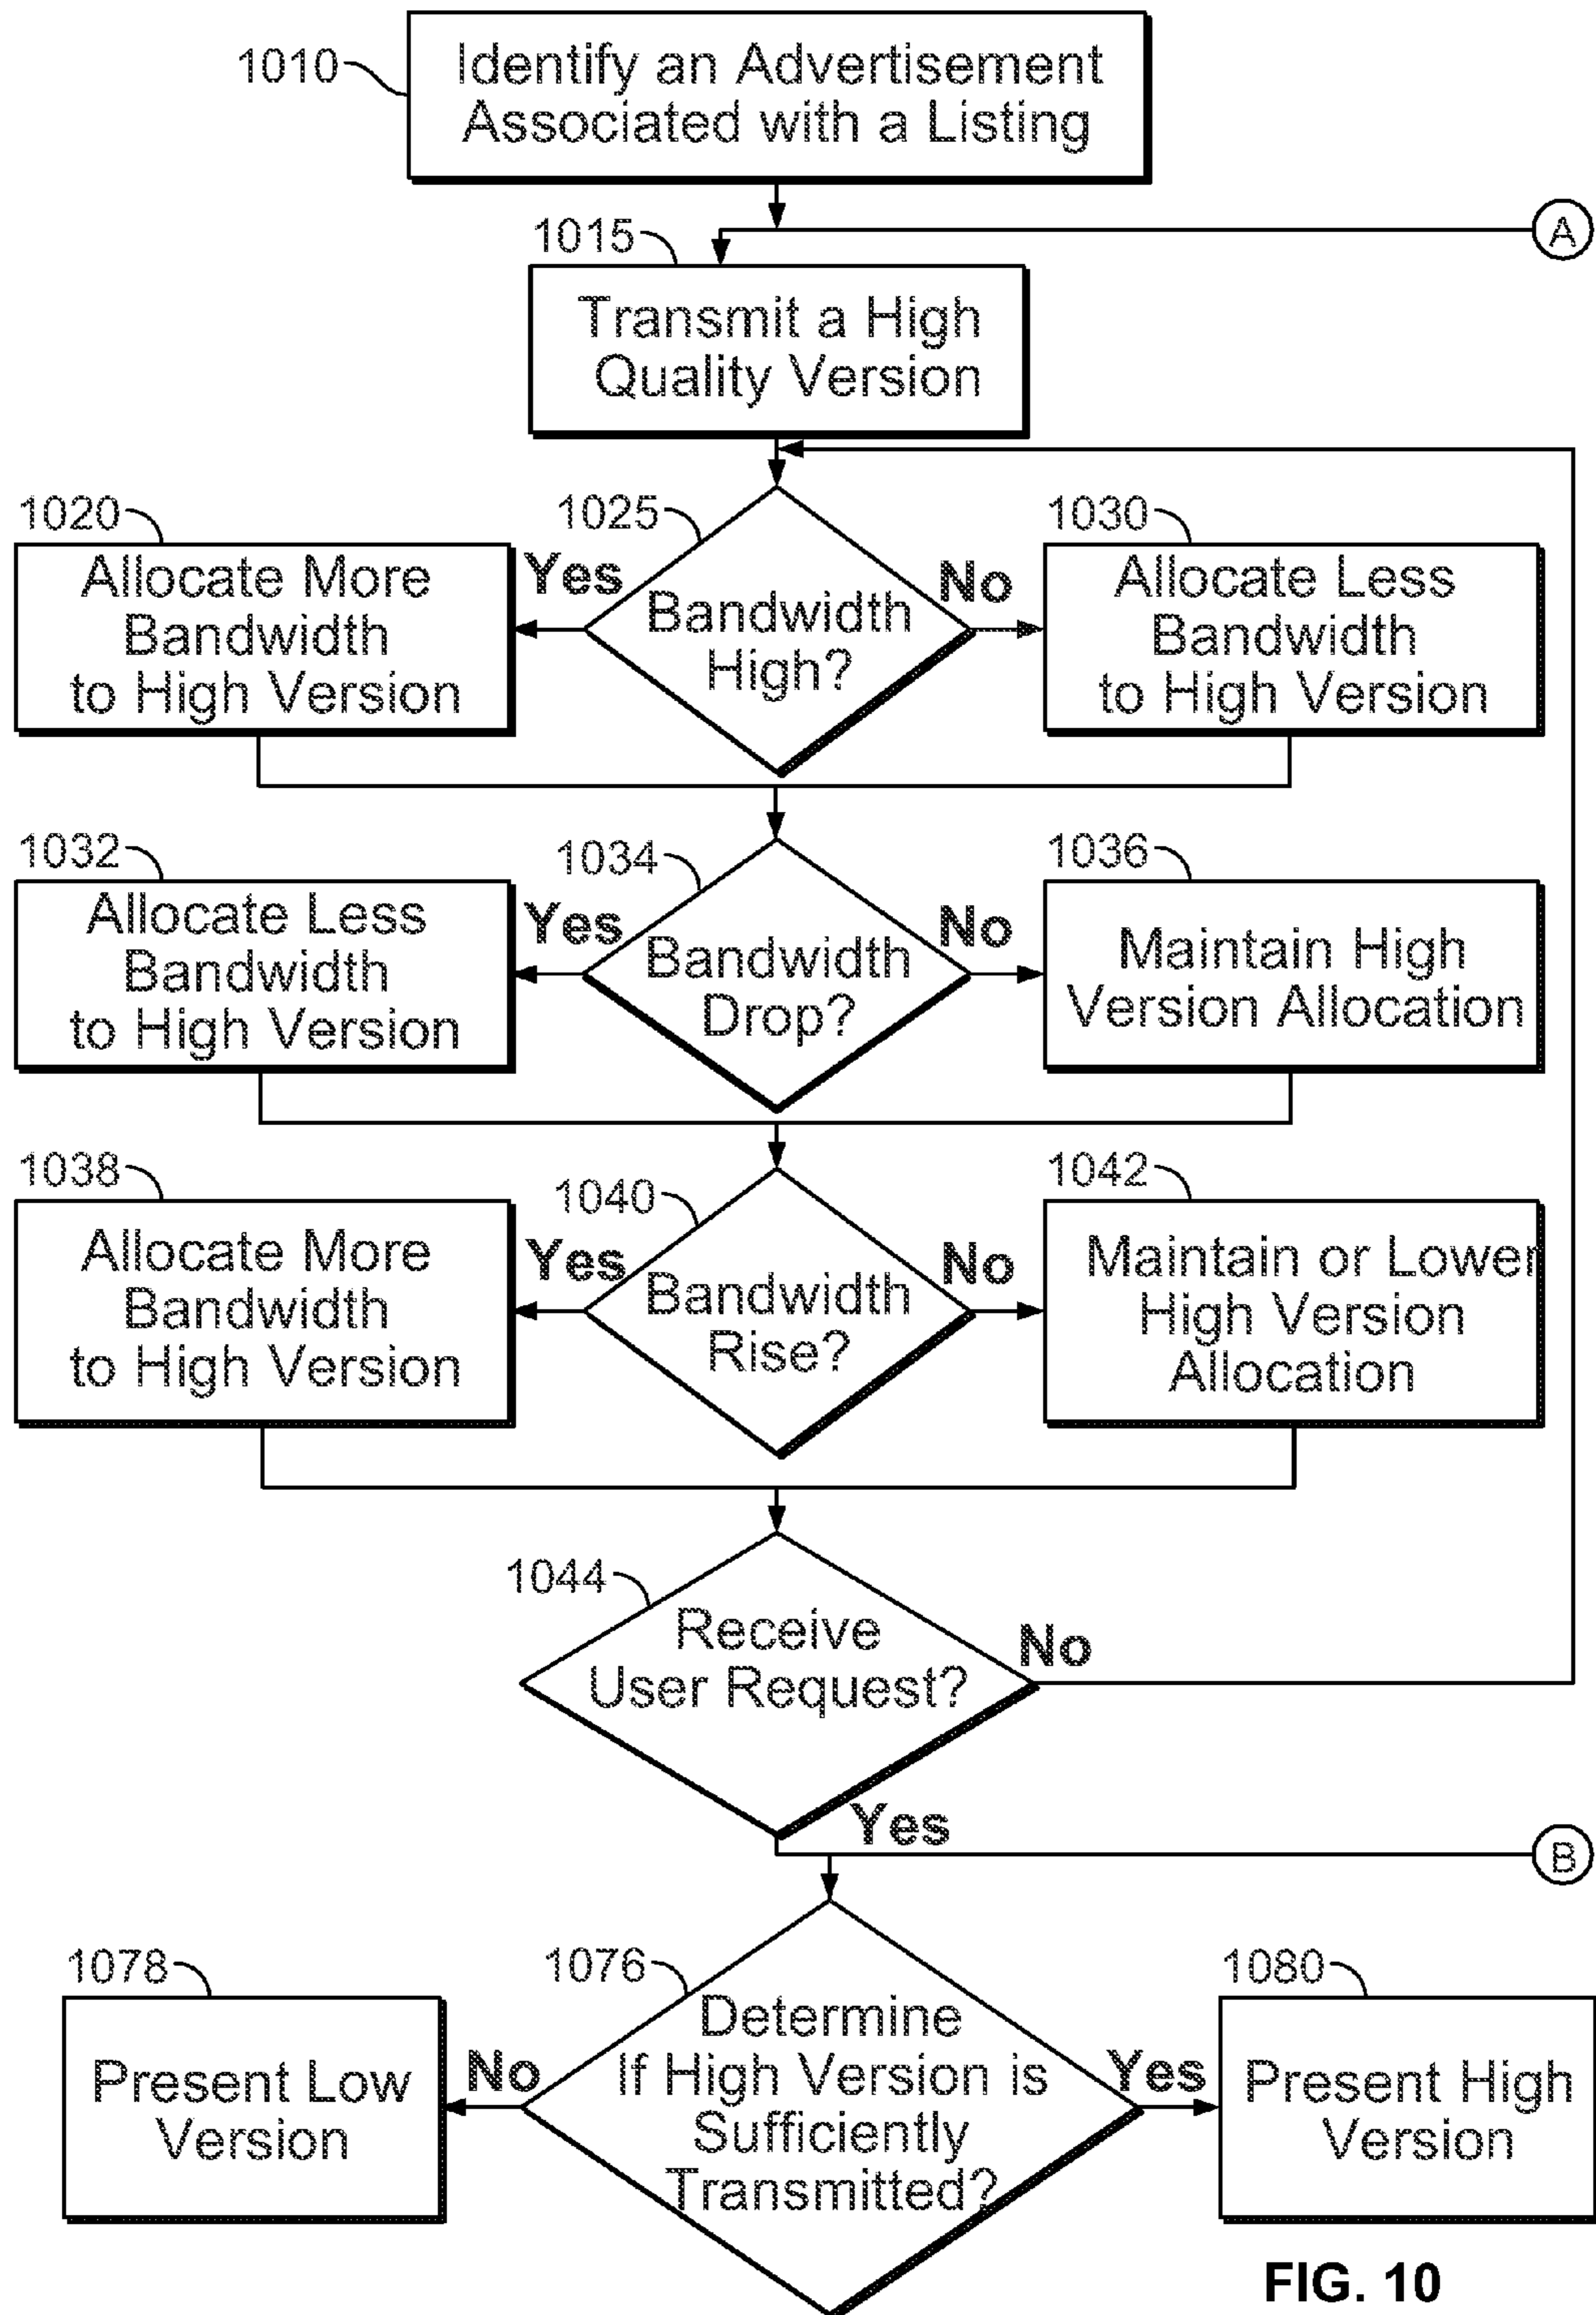 1010
Identify an Advertisement
Associated with a Listing
A
1015
Transmit a High
Quality Version
1020
Allocate More
Bandwidth
to High Version
Yes
1025
Bandwidth
High?
No
1030
Allocate Less
Bandwidth
to High Version
1032
Allocate Less
Bandwidth
to High Version
Yes
1034
Bandwidth
Drop?
No
1036
Maintain High
Version Allocation
1038
Allocate More
Bandwidth
to High Version
Yes
1040
Bandwidth
Rise?
No
1042
Maintain or Lower
High Version
Allocation
1044
Receive
User Request?
No
Yes
B
1078
Present Low
Version
No
1076
Determine
If High Version is
Sufficiently
Transmitted?
Yes
1080
Present High
Version
FIG. 10